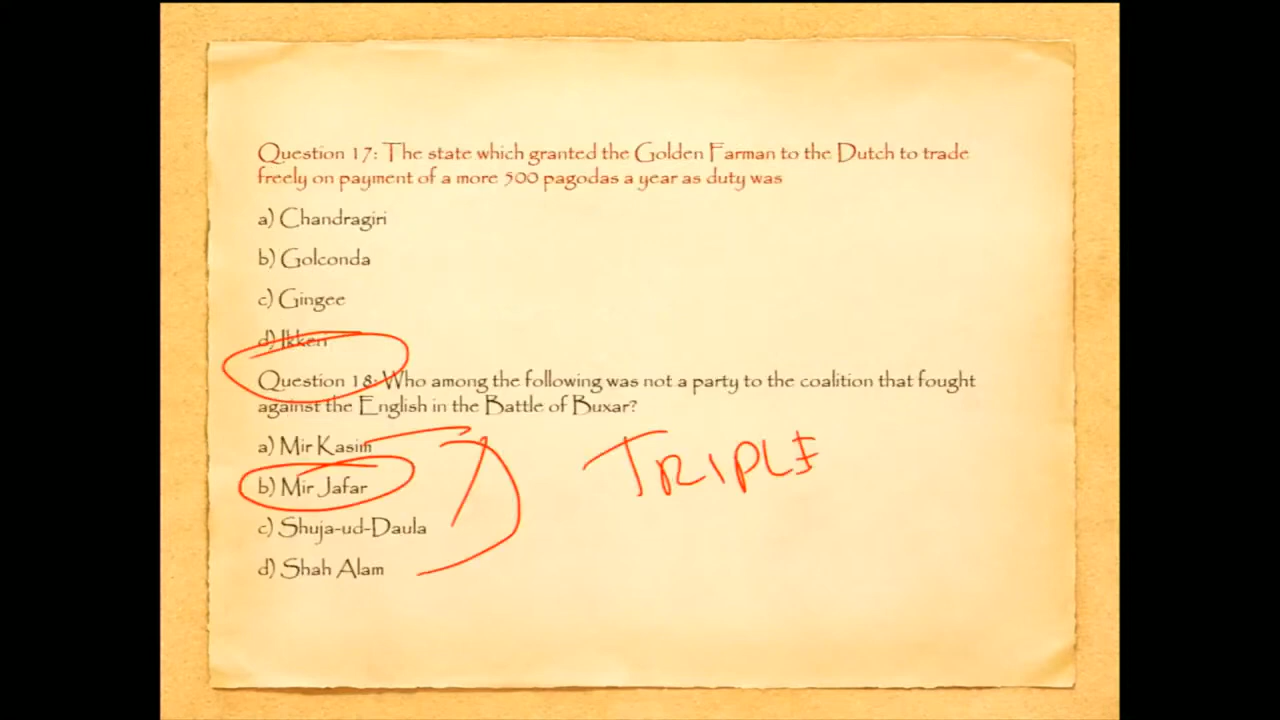 Question 17: The state which granted the Golden Farman to the Dutch to trade
freely on payment of a more 500 pagodas a year as duty was
a) Chandragiri
b) Golconda
c) Gingee
d) Ikkeri
Question 18: Who among the following was not a party to the coalition that fought
against the English in the Battle of Buxar?
a) Mir Kasim
b) Mir Jafar
TRIPLE
c) Shuja-ud-Daula
d) Shah Alam